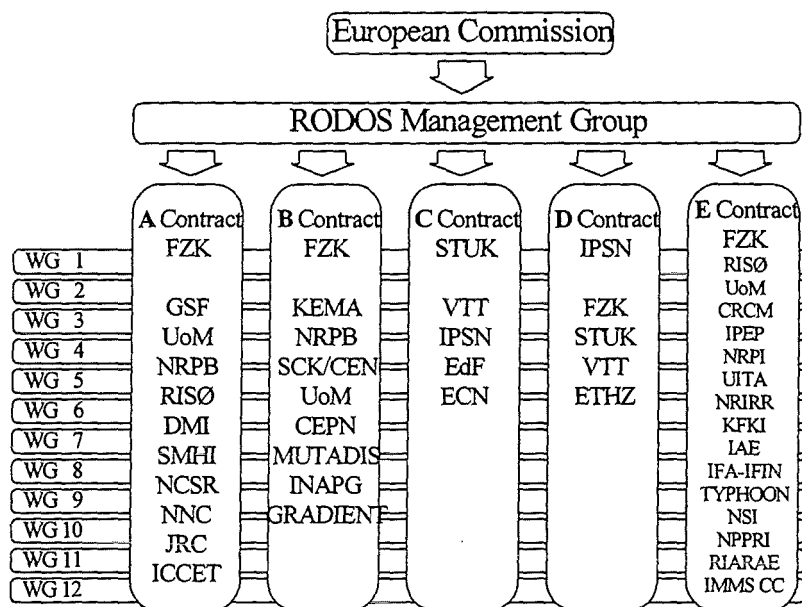 European Commission
RODOS Management Group
A Contract
FZK
GSF
UoM
NRPB
RISØ
DMI
SMHI
NCSR
NNC
JRC
ICCET
B Contract
FZK
KEMA
NRPB
SCK/CEN
UoM
CEPN
MUTADIS
INAPG
GRADIENT
C Contract
STUK
VTT
IPSN
EdF
ECN
D Contract
IPSN
FZK
STUK
VTT
ETHZ
E Contract
FZK
RISØ
UoM
CRCM
IPEP
NRPI
UITA
NRIRR
KFKI
IAE
IFA-IFIN
TYPHOON
NSI
NPPRI
RIARAE
IMMS CC
WG 1
WG 2
WG 3
WG 4
WG 5
WG 6
WG 7
WG 8
WG 9
WG 10
WG 11
WG 12